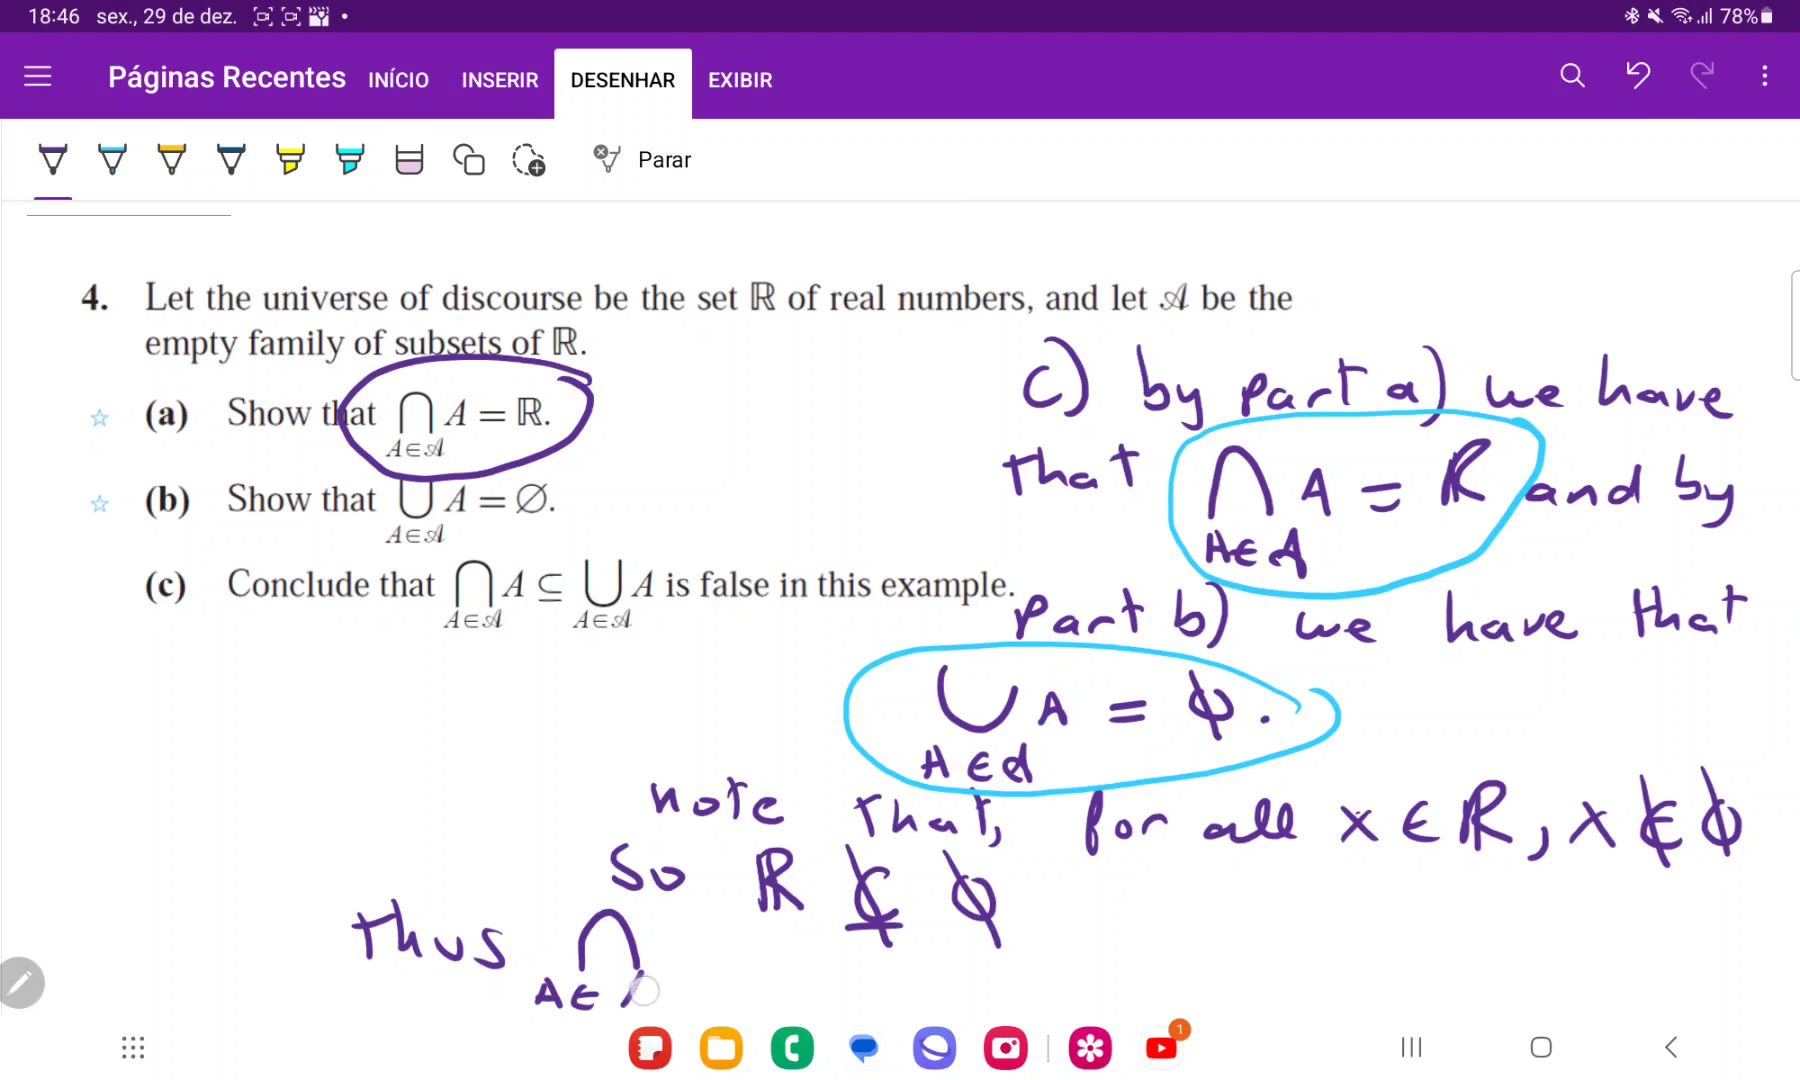 18:46 sex., 29 de dez. • 78%
Páginas Recentes INÍCIO INSERIR DESENHAR EXIBIR
Parar
4. Let the universe of discourse be the set ℝ of real numbers, and let 𝒜 be the
empty family of subsets of ℝ.
☆ (a) Show that ⋂ A = ℝ.
A∈𝒜
☆ (b) Show that ⋃ A = ∅.
A∈𝒜
(c) Conclude that ⋂ A ⊆ ⋃ A is false in this example.
A∈𝒜 A∈𝒜
c) by part a) we have
that ⋂ A = ℝ and by
A∈𝒜
part b) we have that
⋃ A = ∅.
A∈𝒜
note that, for all x ∈ ℝ, x ∉ ∅
So ℝ ⊈ ∅
thus ⋂
A∈
1